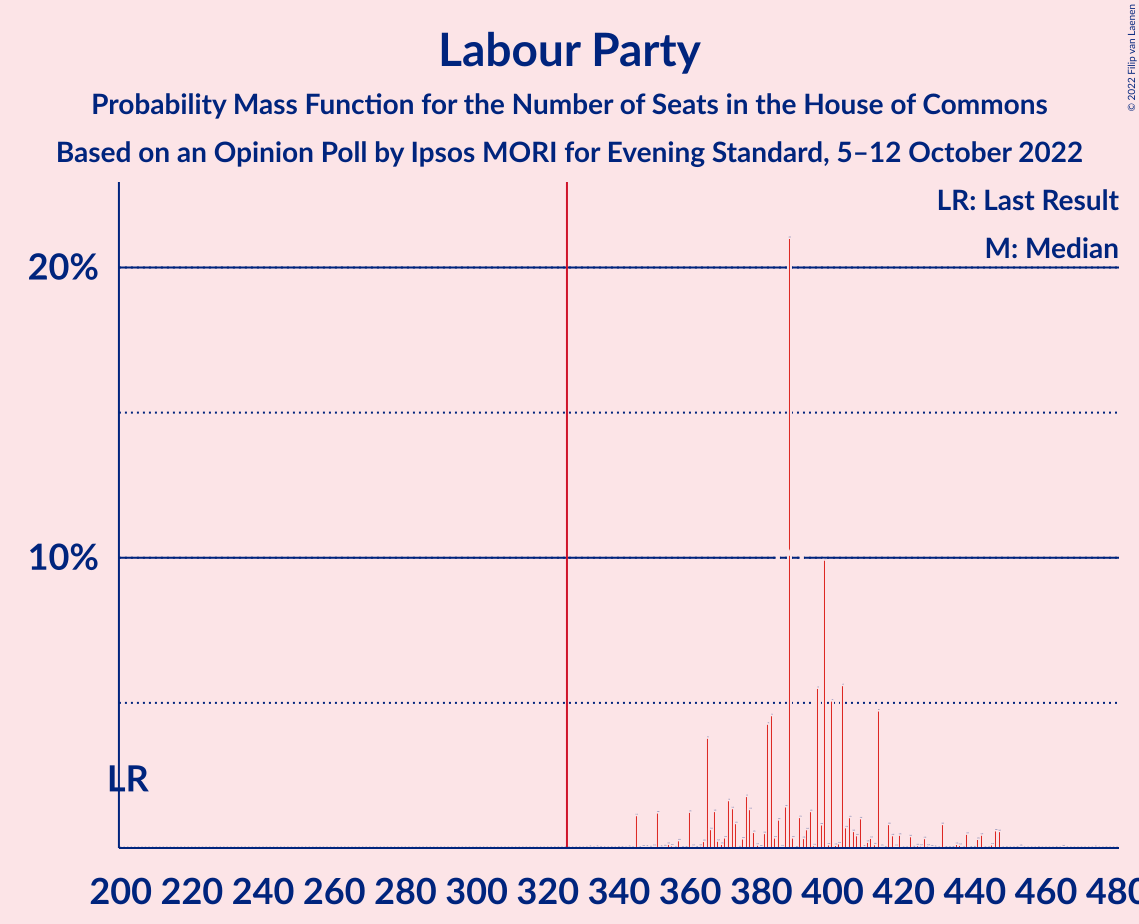 Labour Party
Probability Mass Function for the Number of Seats in the House of Commons
Based on an Opinion Poll by Ipsos MORI for Evening Standard, 5–12 October 2022
© 2022 Filip van Laenen
LR: Last Result
M: Median
20%
10%
LR
200 220 240 260 280 300 320 340 360 380 400 420 440 460 480